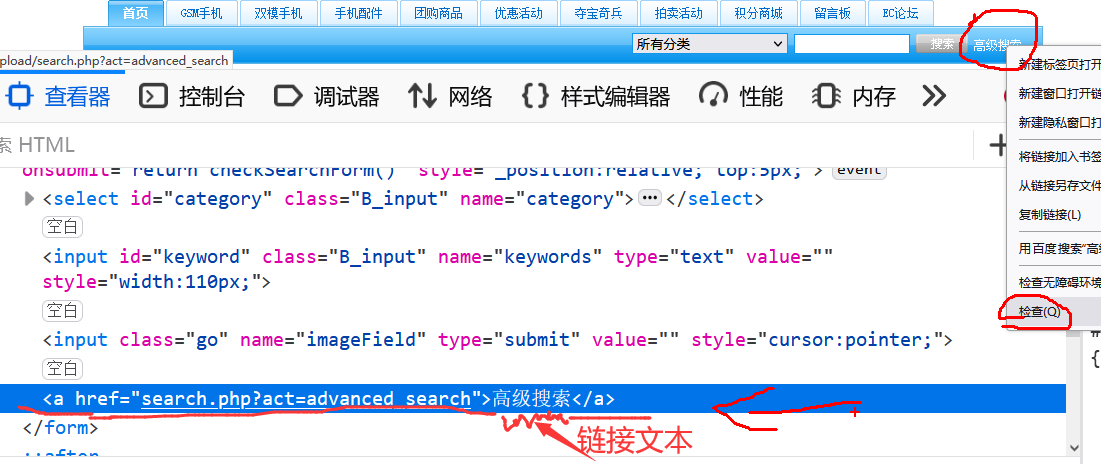 首页 GSM手机 双模手机 手机配件 团购商品 优惠活动 夺宝奇兵 拍卖活动 积分商城 留言板 EC论坛
所有分类 搜索 高级搜索
pload/search.php?act=advanced_search
新建标签页打开
新建窗口打开链
新建隐私窗口打
将链接加入书签
从链接另存文件
复制链接(L)
用百度搜索“高级
检查无障碍环境
检查(Q)
查看器 控制台 调试器 网络 {} 样式编辑器 性能 内存
索 HTML
onsubmit="return checkSearchForm()" style="_position:relative; top:5px;"> event
<select id="category" class="B_input" name="category"> ••• </select>
空白
<input id="keyword" class="B_input" name="keywords" type="text" value=""
style="width:110px;">
空白
<input class="go" name="imageField" type="submit" value="" style="cursor:pointer;">
空白
<a href="search.php?act=advanced_search">高级搜索</a>
链接文本
</form>
::after
#
{